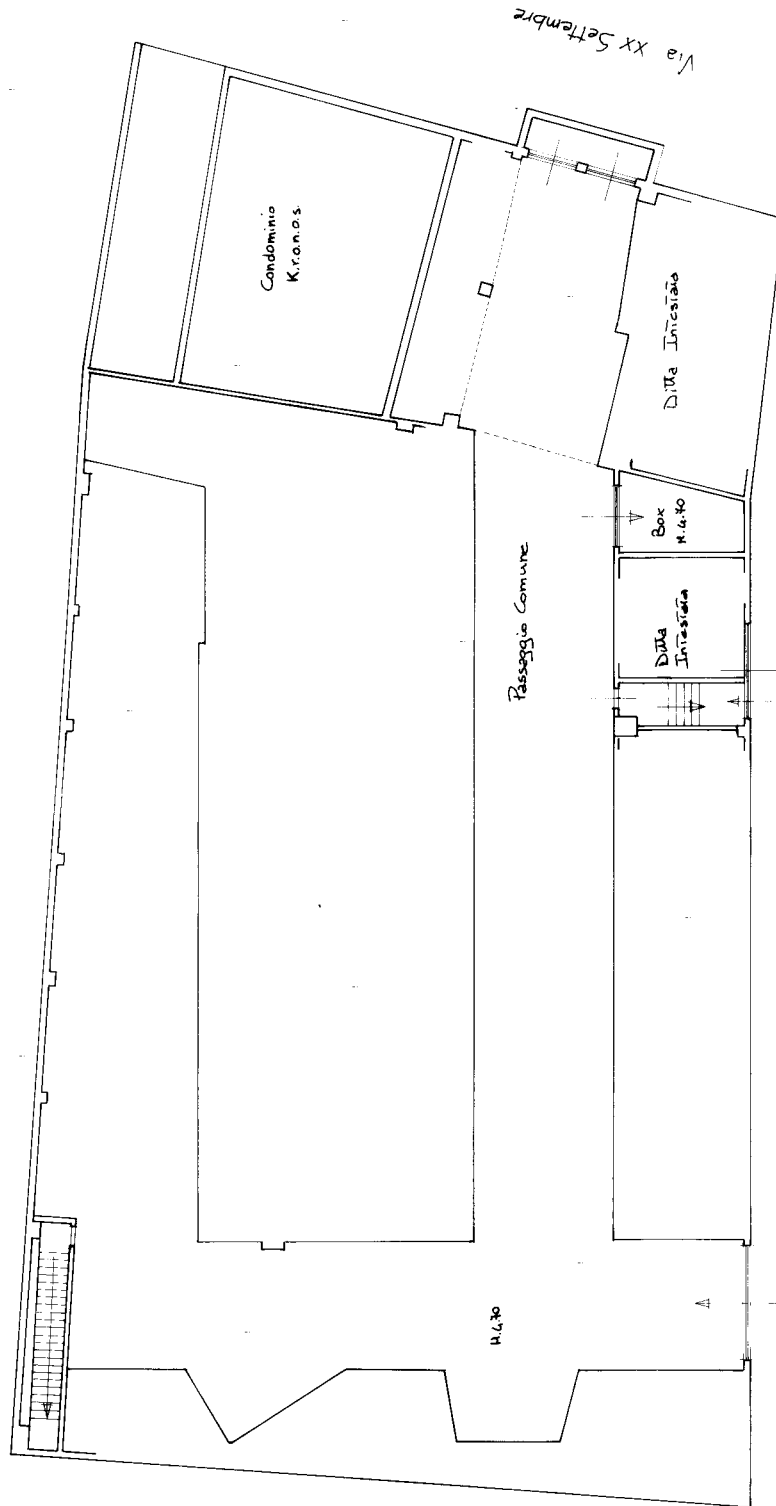 Via XX Settembre
Condominio
K.r.o.n.o.s.
Ditta Intestata
Box
H.4.70
Passaggio Comune
Ditta
Intestata
H.4.70